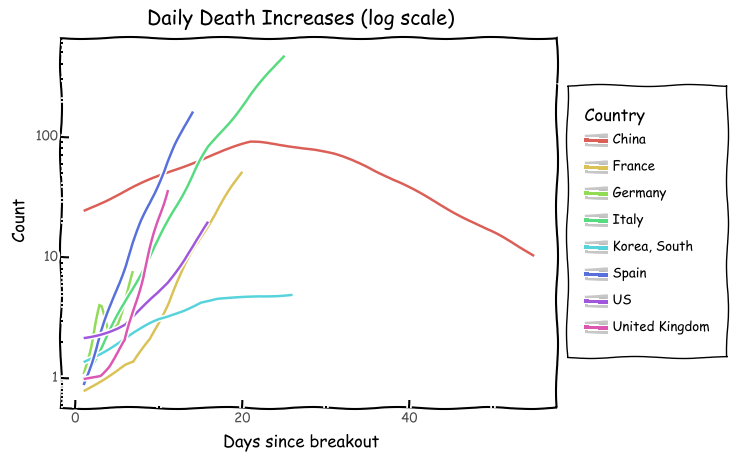 Daily Death Increases (log scale)
100
10
1
Count
0
20
40
Days since breakout
Country
China
France
Germany
Italy
Korea, South
Spain
US
United Kingdom